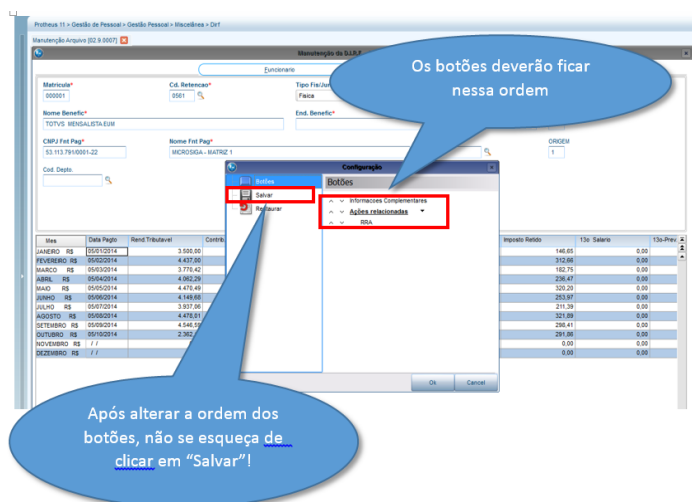 Protheus 11 > Gestão de Pessoal > Gestão Pessoal > Miscelânea > Dirf
Manutenção Arquivo [02.9.0007]
Manutenção da D.I.R.F.
Funcionario
Os botões deverão ficar
nessa ordem
Matrícula* Cd. Retencao* Tipo Fis/Jur
000001 0561 Fisica
Nome Benefic* End. Benefic*
TOTVS MENSALISTA EUM
CNPJ Fnt Pag* Nome Fnt Pag* ORIGEM
53.113.791/0001-22 MICROSIGA - MATRIZ 1 1
Cod. Depto.
Configuração
Botões Botões
Salvar Informacoes Complementares
Restaurar Ações relacionadas
RRA
Mes Data Pagto Rend.Tributavel Contrib Imposto Retido 13o Salario 13o-Prev
JANEIRO R$ 05/01/2014 3.500,00 146,65 0,00
FEVEREIRO R$ 05/02/2014 4.437,00 312,66 0,00
MARCO R$ 05/03/2014 3.770,42 182,75 0,00
ABRIL R$ 05/04/2014 4.062,29 236,47 0,00
MAIO R$ 05/05/2014 4.470,49 320,20 0,00
JUNHO R$ 05/06/2014 4.149,68 253,97 0,00
JULHO R$ 05/07/2014 3.937,06 211,39 0,00
AGOSTO R$ 05/08/2014 4.478,01 321,89 0,00
SETEMBRO R$ 05/09/2014 4.546,59 298,41 0,00
OUTUBRO R$ 05/10/2014 2.362, 291,86 0,00
NOVEMBRO R$ / / 0,00 0,00
DEZEMBRO R$ / / 0,00 0,00
Ok Cancel
Após alterar a ordem dos
botões, não se esqueça de
clicar em “Salvar”!